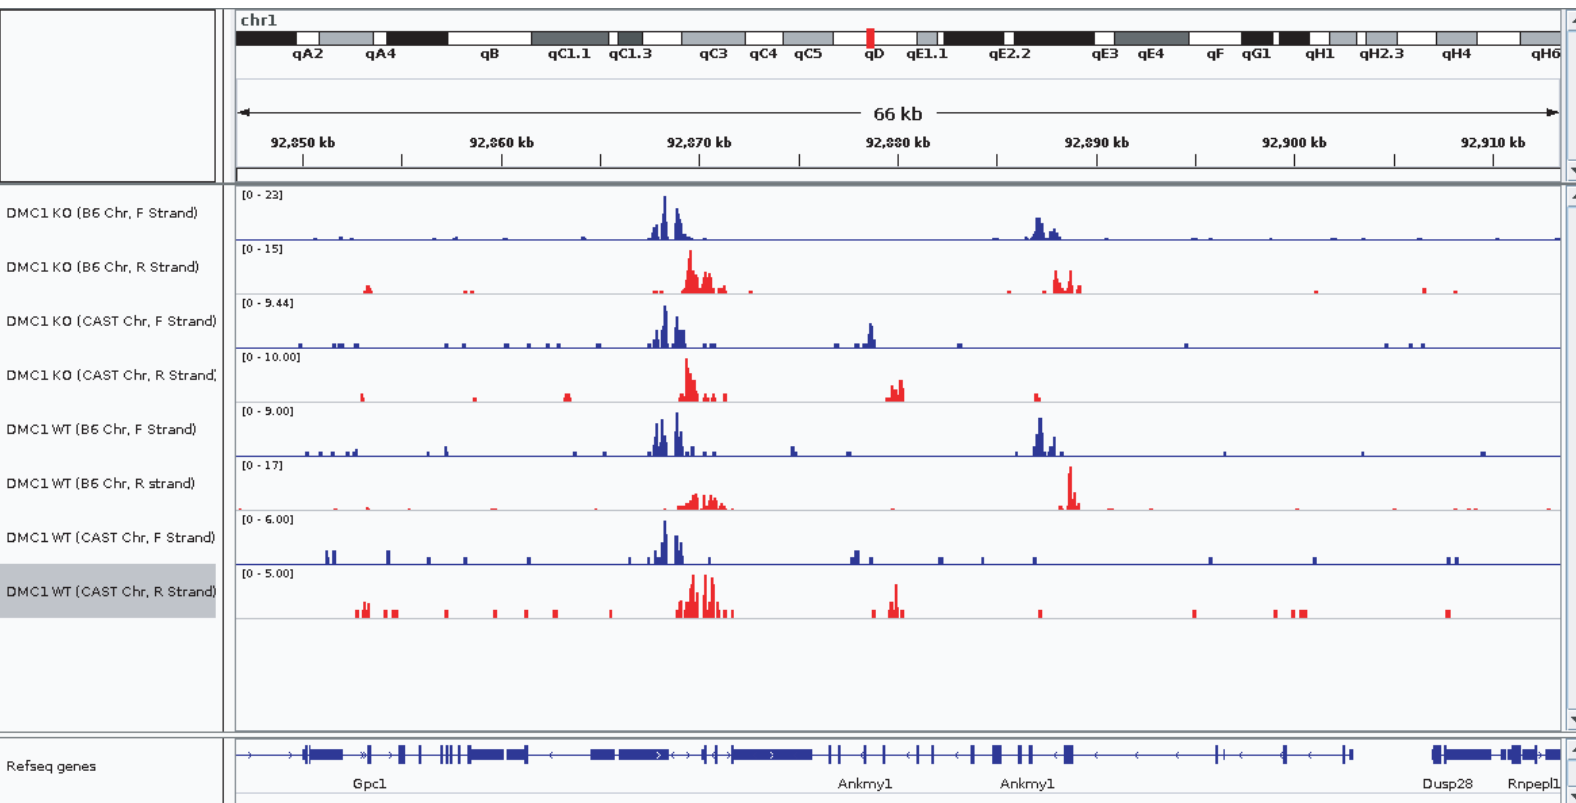 chr1
qA2 qA4 qB qC1.1 qC1.3 qC3 qC4 qC5 qD qE1.1 qE2.2 qE3 qE4 qF qG1 qH1 qH2.3 qH4 qH6
66 kb
92,850 kb 92,860 kb 92,870 kb 92,880 kb 92,890 kb 92,900 kb 92,910 kb
[0 - 23]
DMC1 KO (B6 Chr, F Strand)
[0 - 15]
DMC1 KO (B6 Chr, R Strand)
[0 - 9.44]
DMC1 KO (CAST Chr, F Strand)
[0 - 10.00]
DMC1 KO (CAST Chr, R Strand)
[0 - 9.00]
DMC1 WT (B6 Chr, F Strand)
[0 - 17]
DMC1 WT (B6 Chr, R strand)
[0 - 6.00]
DMC1 WT (CAST Chr, F Strand)
[0 - 5.00]
DMC1 WT (CAST Chr, R Strand)
Refseq genes
Gpc1 Ankmy1 Ankmy1 Dusp28 Rnpepl1